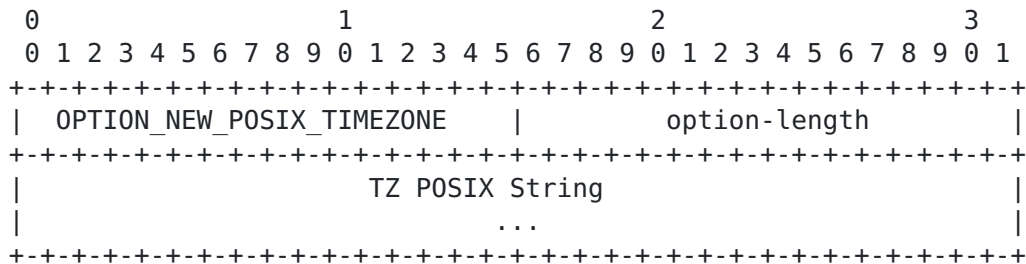 0                   1                   2                   3
0 1 2 3 4 5 6 7 8 9 0 1 2 3 4 5 6 7 8 9 0 1 2 3 4 5 6 7 8 9 0 1
+-+-+-+-+-+-+-+-+-+-+-+-+-+-+-+-+-+-+-+-+-+-+-+-+-+-+-+-+-+-+-+-+
|  OPTION_NEW_POSIX_TIMEZONE    |         option-length         |
+-+-+-+-+-+-+-+-+-+-+-+-+-+-+-+-+-+-+-+-+-+-+-+-+-+-+-+-+-+-+-+-+
|                      TZ POSIX String                          |
|                              ...                              |
+-+-+-+-+-+-+-+-+-+-+-+-+-+-+-+-+-+-+-+-+-+-+-+-+-+-+-+-+-+-+-+-+